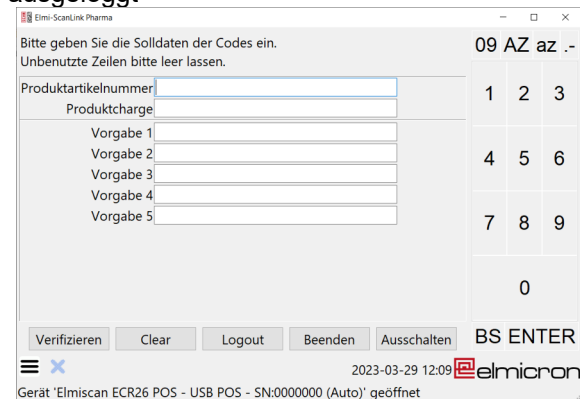 ausgeloggt
Elmi-ScanLink Pharma
Bitte geben Sie die Solldaten der Codes ein.
Unbenutzte Zeilen bitte leer lassen.
09 AZ az .-
Produktartikelnummer
Produktcharge
Vorgabe 1
Vorgabe 2
Vorgabe 3
Vorgabe 4
Vorgabe 5
1 2 3
4 5 6
7 8 9
0
BS ENTER
Verifizieren Clear Logout Beenden Ausschalten
2023-03-29 12:09
elmicron
Gerät 'Elmiscan ECR26 POS - USB POS - SN:0000000 (Auto)' geöffnet